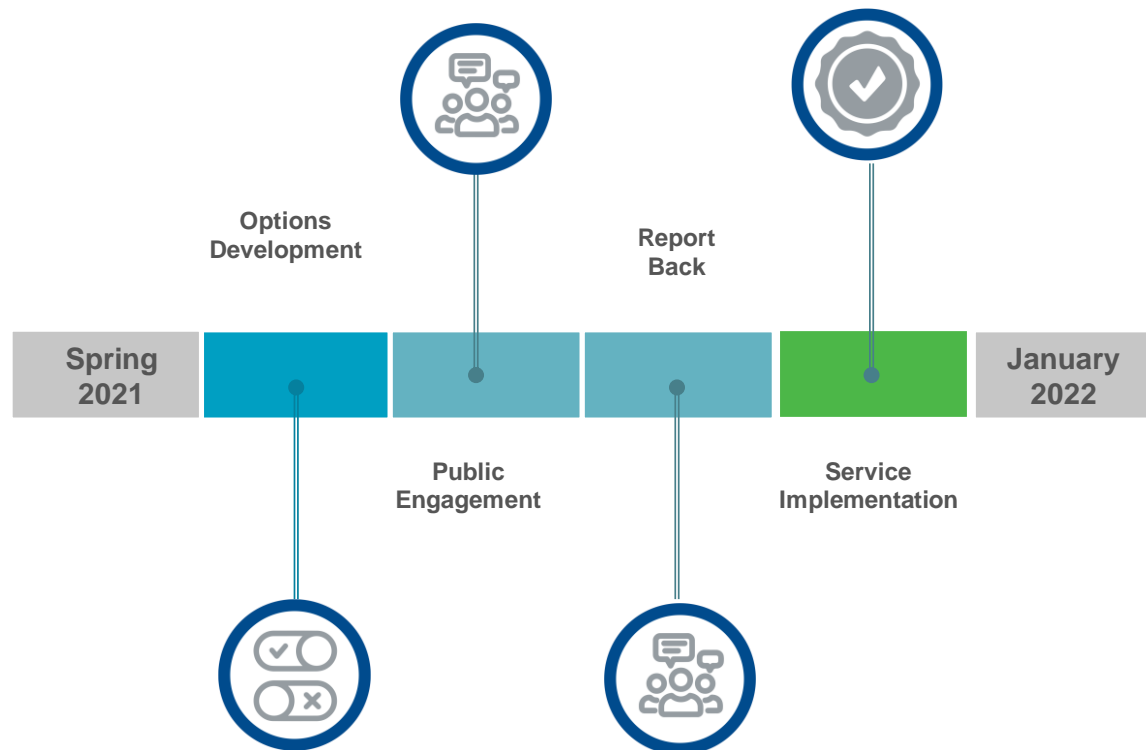 Options
Development
Report
Back
Spring
2021
January
2022
Public
Engagement
Service
Implementation